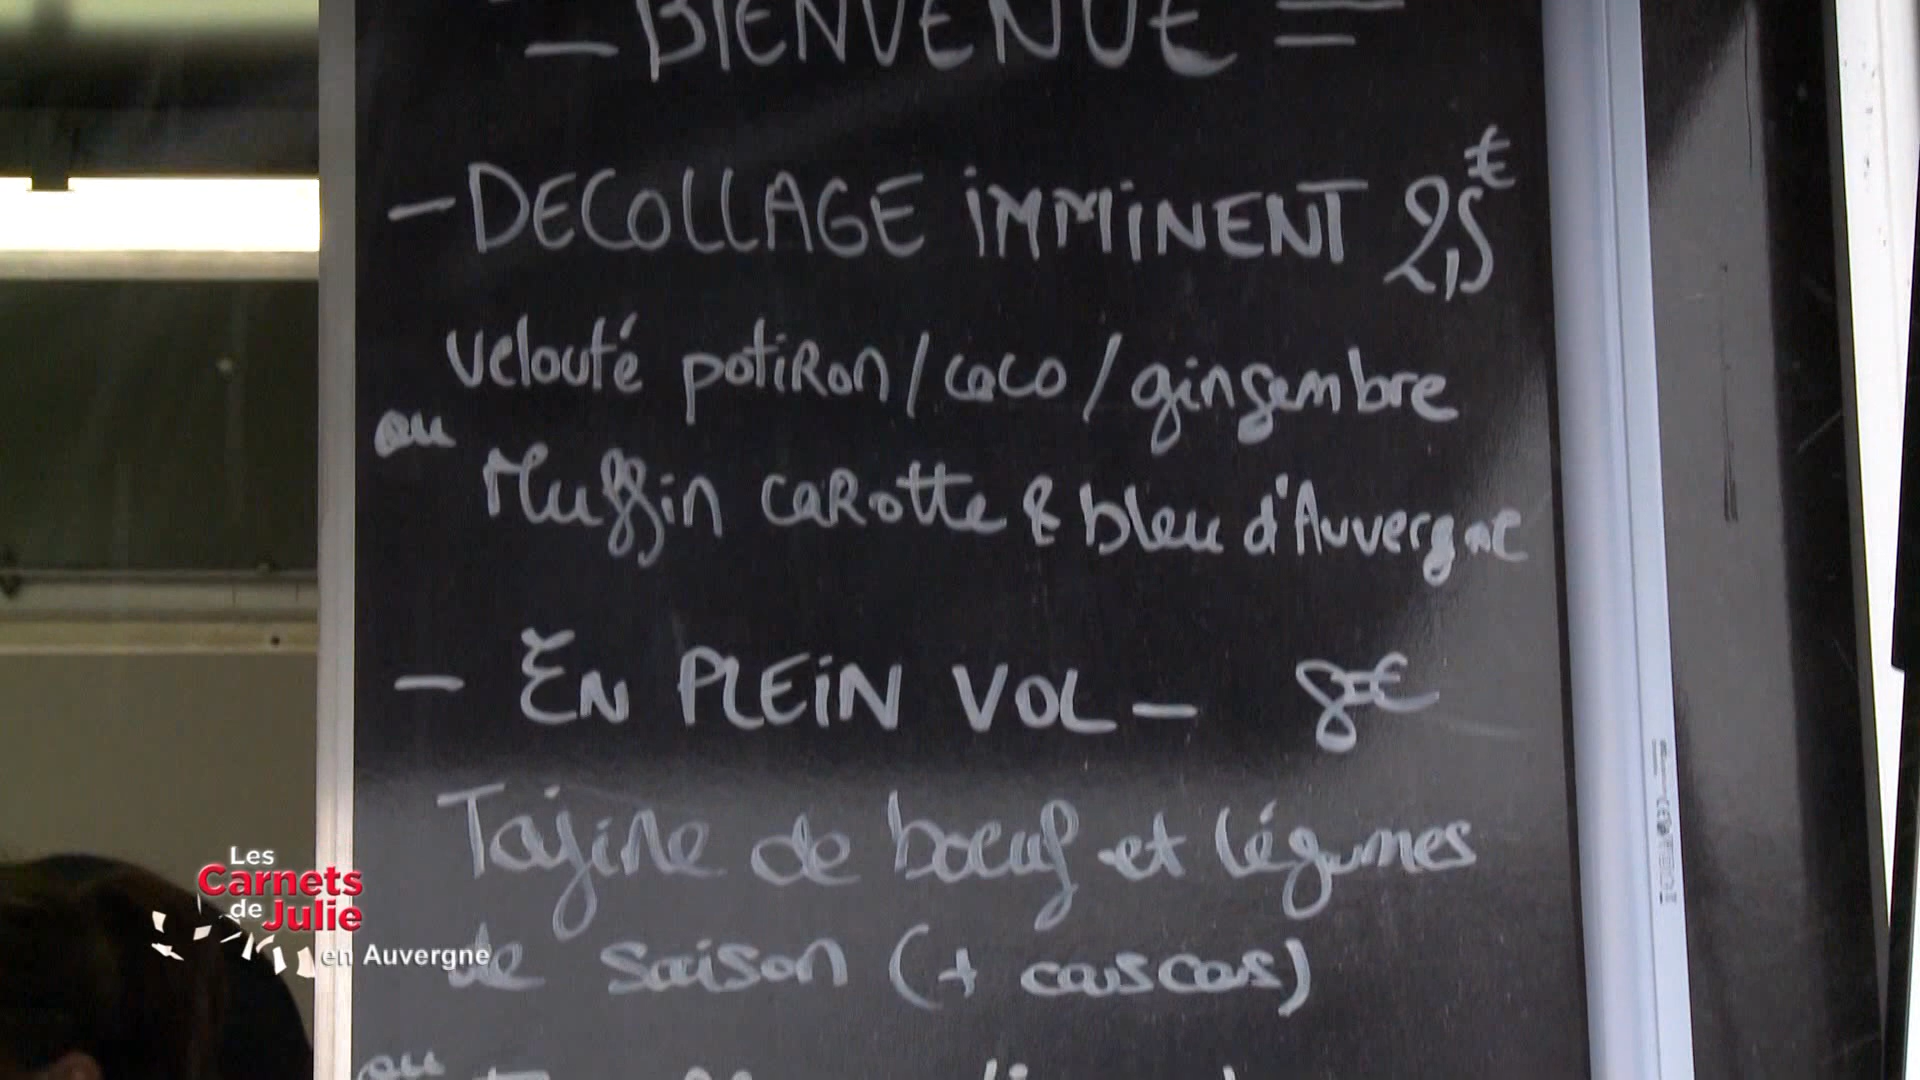 – BIENVENUE =
– DECOLLAGE iMMiNENT 2,5€
velouté potiRon / coco / gingembre
ou
Muffin caRotte & bleu d'Auvergne
– EN PLEiN VOL – 8€
Tajine de boeuf et légumes
de saison (+ couscous)
ou
Les
Carnets
de Julie
en Auvergne